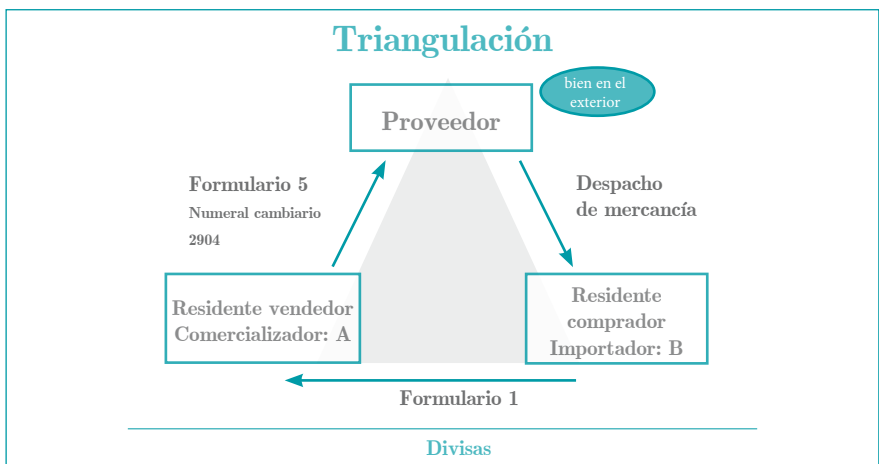 Triangulación
bien en el
exterior
Proveedor
Formulario 5
Numeral cambiario
2904
Despacho
de mercancía
Residente vendedor
Comercializador: A
Residente
comprador
Importador: B
Formulario 1
Divisas